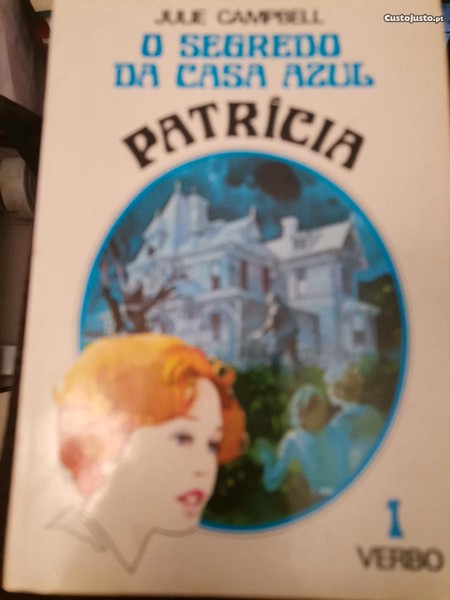 CustoJusto.pt
JULIE CAMPBELL
O SEGREDO
DA CASA AZUL
PATRÍCIA
1
VERBO